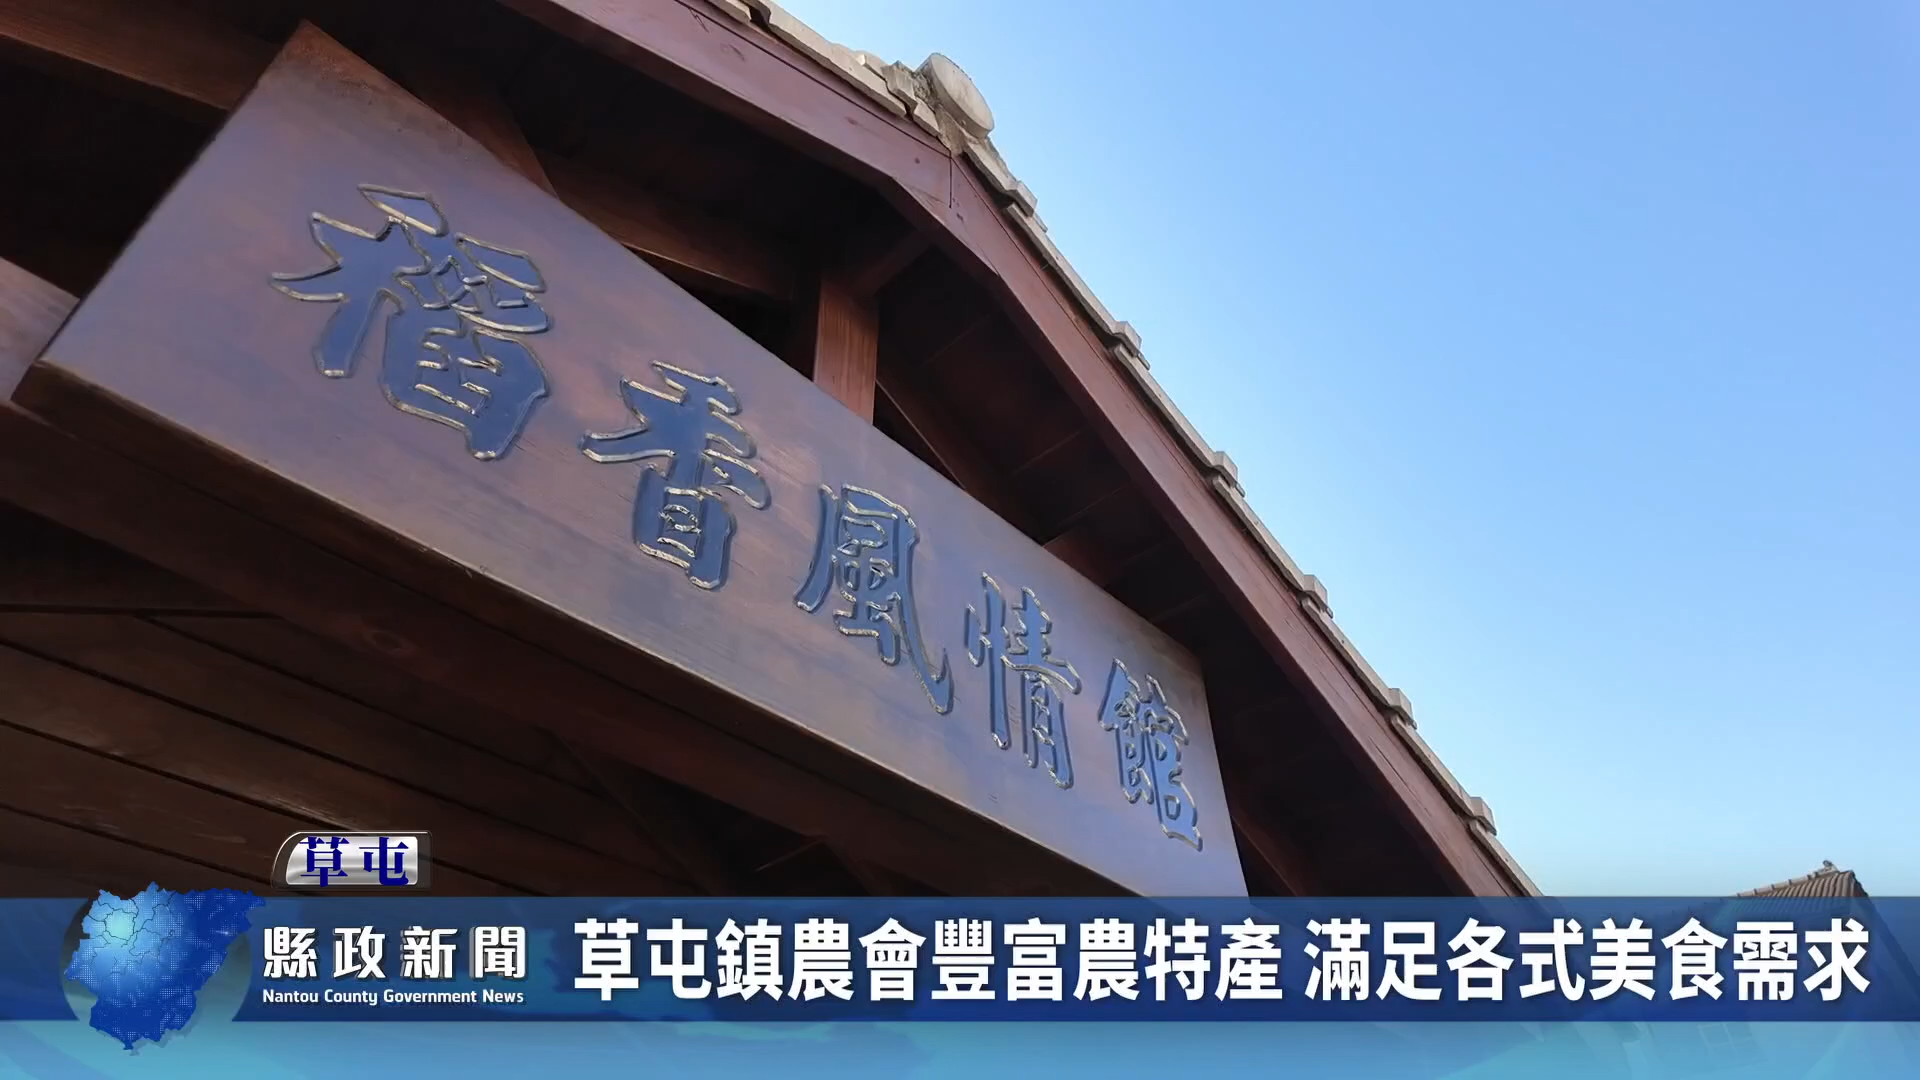 稻香風情館
草屯
縣政新聞
Nantou County Government News
草屯鎮農會豐富農特產 滿足各式美食需求